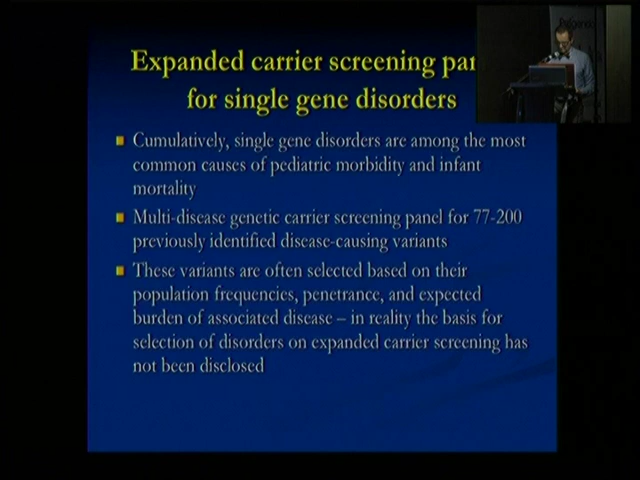 Expanded carrier screening
for single gene disorders
Cumulatively, single gene disorders are among the most
common causes of pediatric morbidity and infant
mortality
Multi-disease genetic carrier screening panel for 77-200
previously identified disease-causing variants
These variants are often selected based on their
population frequencies, penetrance, and expected
burden of associated disease – in reality the basis for
selection of disorders on expanded carrier screening has
not been disclosed